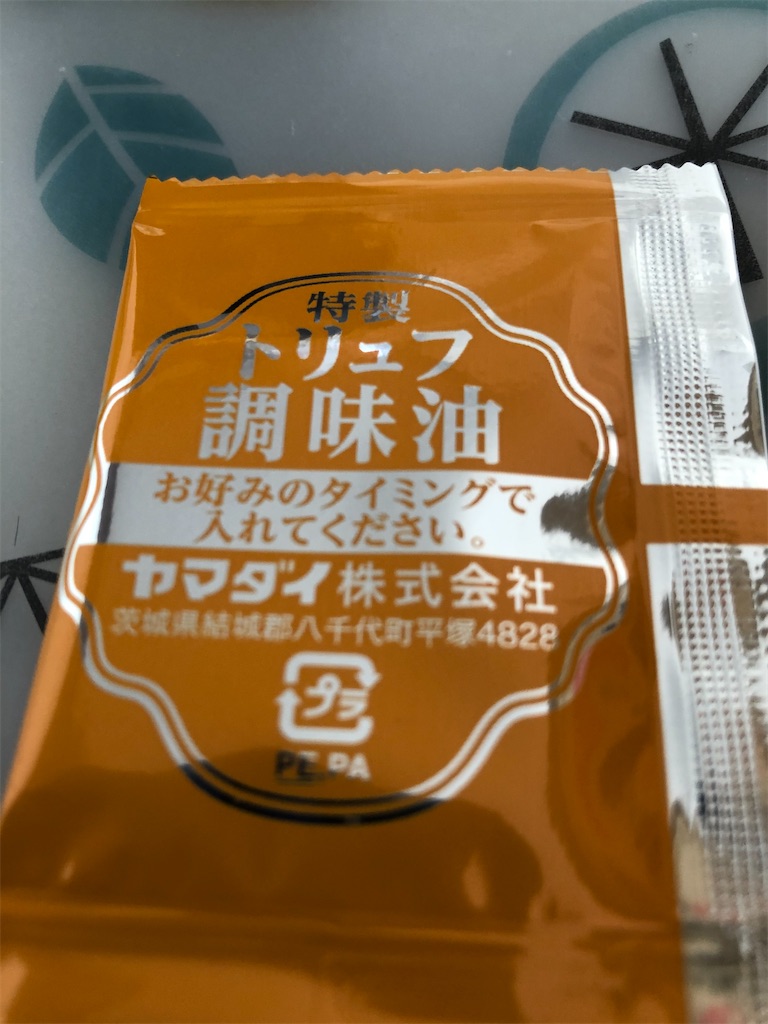 特製
トリュフ
調味油
お好みのタイミングで
入れてください。
ヤマダイ株式会社
茨城県結城郡八千代町平塚4828
プラ
PE,PA